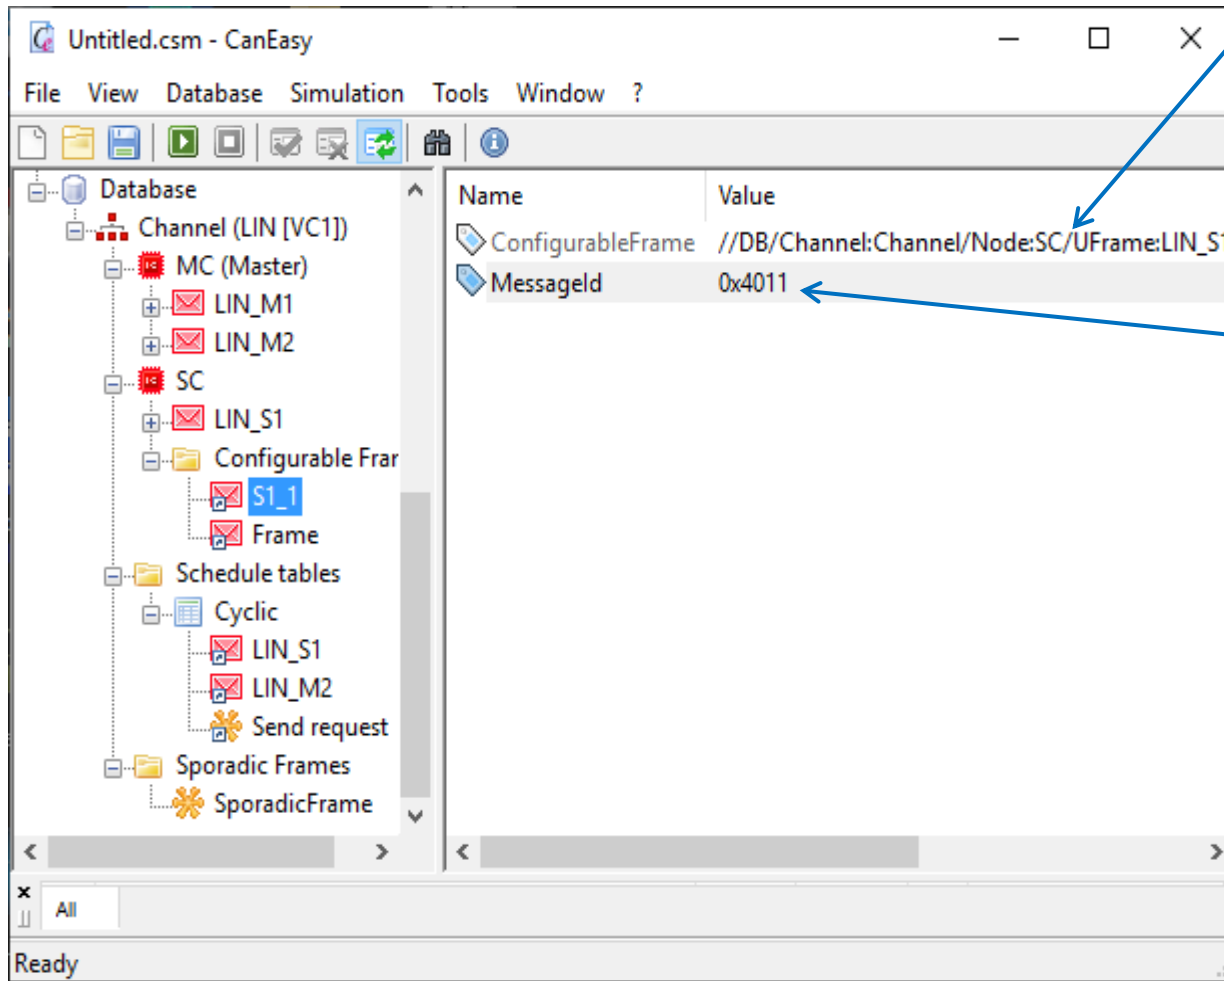 Untitled.csm - CanEasy
File View Database Simulation Tools Window ?
Database
Channel (LIN [VC1])
MC (Master)
LIN_M1
LIN_M2
SC
LIN_S1
Configurable Frar
S1_1
Frame
Schedule tables
Cyclic
LIN_S1
LIN_M2
Send request
Sporadic Frames
SporadicFrame
Name Value
ConfigurableFrame //DB/Channel:Channel/Node:SC/UFrame:LIN_S1
MessageId 0x4011
All
Ready